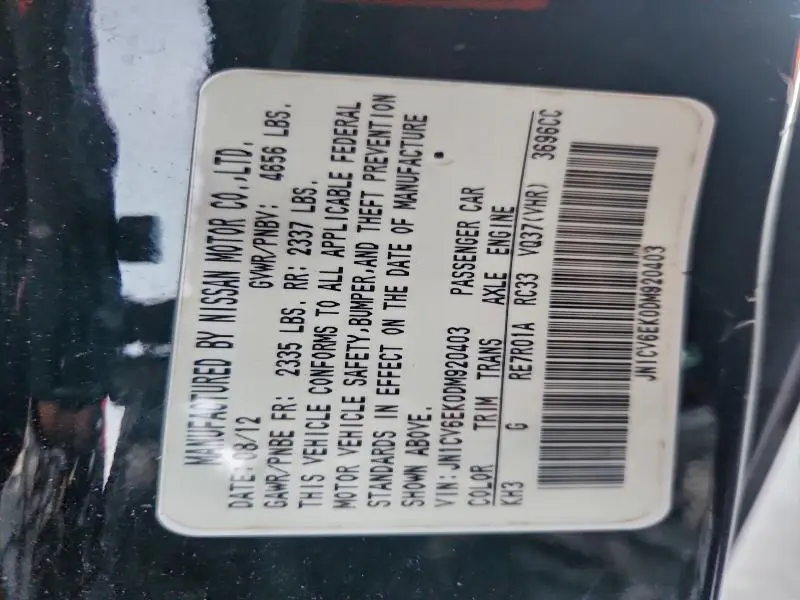 MANUFACTURED BY NISSAN MOTOR CO.,LTD.
DATE: 08/12 GVWR/PNBV: 4656 LBS.
GAWR/PNBE FR: 2335 LBS. RR: 2337 LBS.
THIS VEHICLE CONFORMS TO ALL APPLICABLE FEDERAL
MOTOR VEHICLE SAFETY,BUMPER,AND THEFT PREVENTION
STANDARDS IN EFFECT ON THE DATE OF MANUFACTURE
SHOWN ABOVE.
VIN:JN1CV6EK0DM920403 PASSENGER CAR
COLOR TRIM TRANS AXLE ENGINE
KH3 G RE7R01A RC33 VQ37(VHR) 3696CC
JN1CV6EK0DM920403